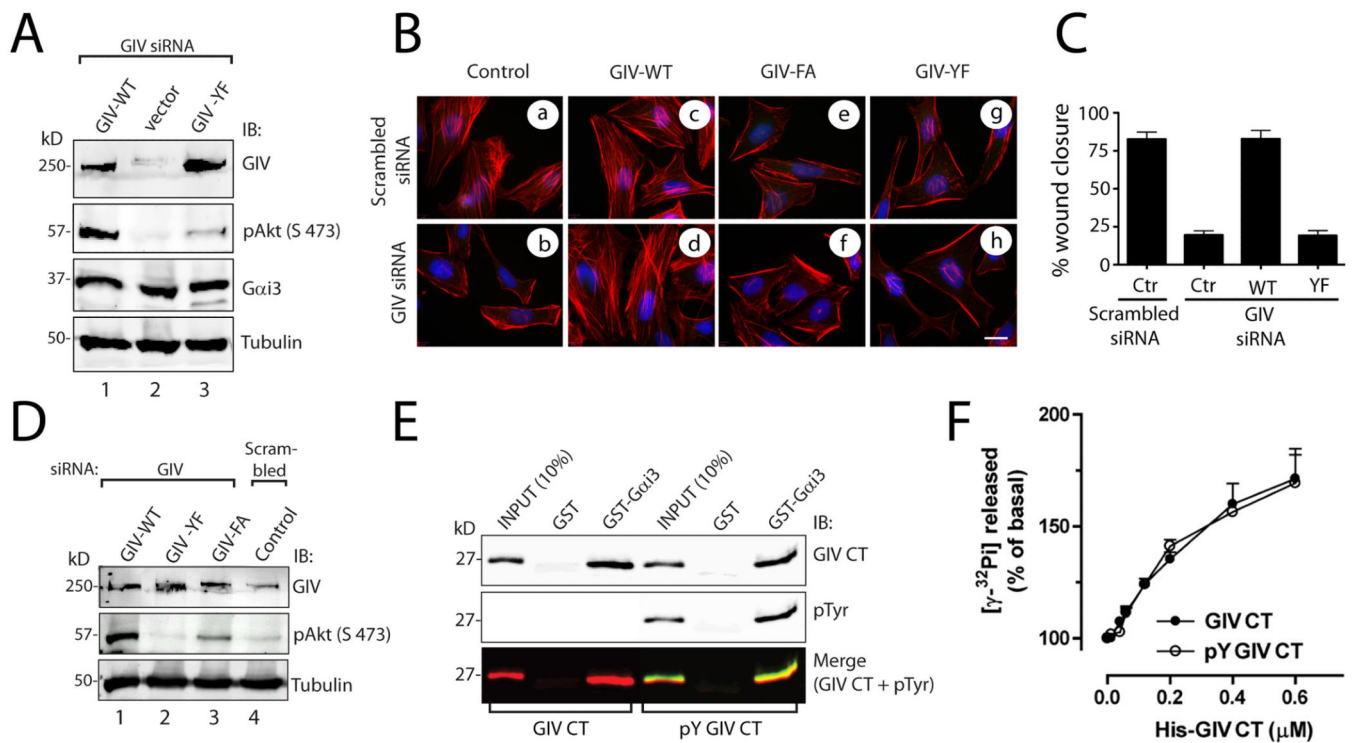 A
GIV siRNA
GIV-WT vector GIV-YF
kD IB:
250- GIV
57- pAkt (S 473)
37- Gαi3
50- Tubulin
1 2 3
B
Control GIV-WT GIV-FA GIV-YF
Scrambled
siRNA
a c e g
GIV siRNA
b d f h
C
% wound closure
100
75
50
25
0
Ctr Ctr WT YF
Scrambled GIV
siRNA siRNA
D
siRNA: GIV Scram-
bled
GIV-WT GIV-YF GIV-FA Control
kD IB:
250- GIV
57- pAkt (S 473)
50- Tubulin
1 2 3 4
E
INPUT (10%) GST GST-Gαi3 INPUT (10%) GST GST-Gαi3
kD IB:
27- GIV CT
pTyr
27- Merge
(GIV CT + pTyr)
GIV CT pY GIV CT
F
[γ-³²Pi] released
(% of basal)
200
150
100
GIV CT
pY GIV CT
0.0 0.2 0.4 0.6
His-GIV CT (μM)